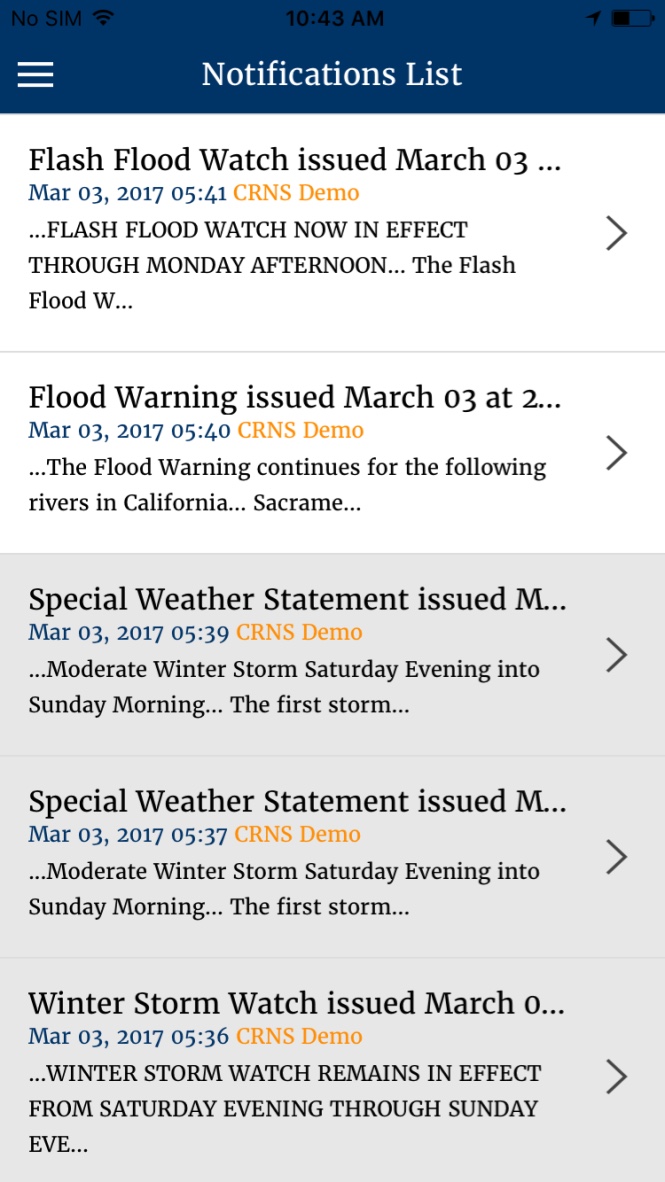 No SIM 10:43 AM
Notifications List
Flash Flood Watch issued March 03 ...
Mar 03, 2017 05:41 CRNS Demo
...FLASH FLOOD WATCH NOW IN EFFECT
THROUGH MONDAY AFTERNOON... The Flash
Flood W...
Flood Warning issued March 03 at 2...
Mar 03, 2017 05:40 CRNS Demo
...The Flood Warning continues for the following
rivers in California... Sacrame...
Special Weather Statement issued M...
Mar 03, 2017 05:39 CRNS Demo
...Moderate Winter Storm Saturday Evening into
Sunday Morning... The first storm...
Special Weather Statement issued M...
Mar 03, 2017 05:37 CRNS Demo
...Moderate Winter Storm Saturday Evening into
Sunday Morning... The first storm...
Winter Storm Watch issued March 0...
Mar 03, 2017 05:36 CRNS Demo
...WINTER STORM WATCH REMAINS IN EFFECT
FROM SATURDAY EVENING THROUGH SUNDAY
EVE...